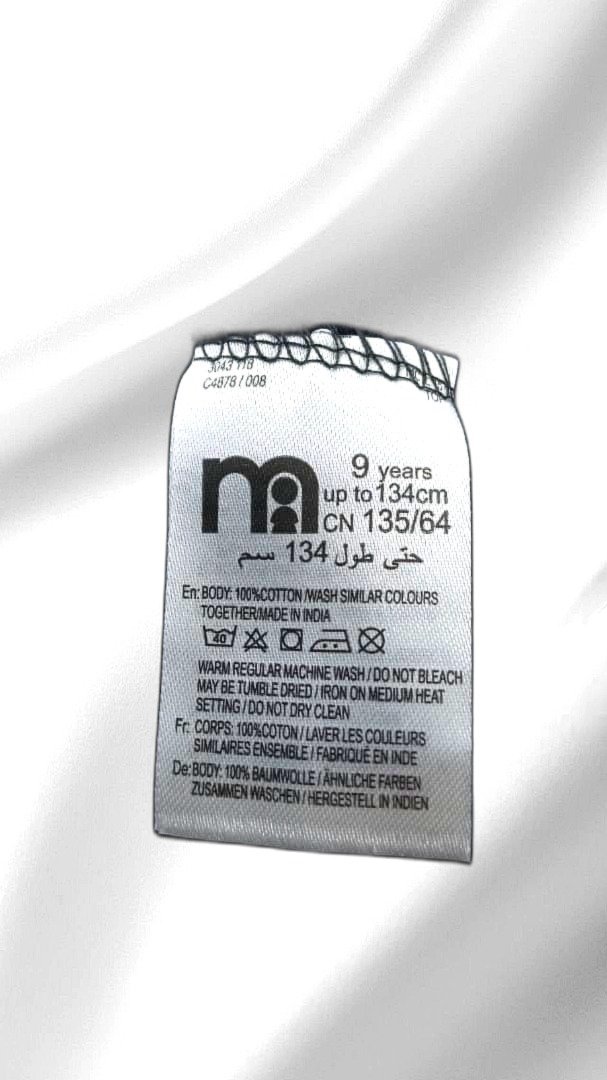 C4878 / 008
m
9 years
up to 134cm
CN 135/64
حتى طول 134 سم
En: BODY: 100%COTTON /WASH SIMILAR COLOURS
TOGETHER/MADE IN INDIA
40
WARM REGULAR MACHINE WASH / DO NOT BLEACH
MAY BE TUMBLE DRIED / IRON ON MEDIUM HEAT
SETTING / DO NOT DRY CLEAN
Fr: CORPS: 100%COTON / LAVER LES COULEURS
SIMILAIRES ENSEMBLE / FABRIQUÉ EN INDE
De: BODY: 100% BAUMWOLLE / ÄHNLICHE FARBEN
ZUSAMMEN WASCHEN / HERGESTELL IN INDIEN